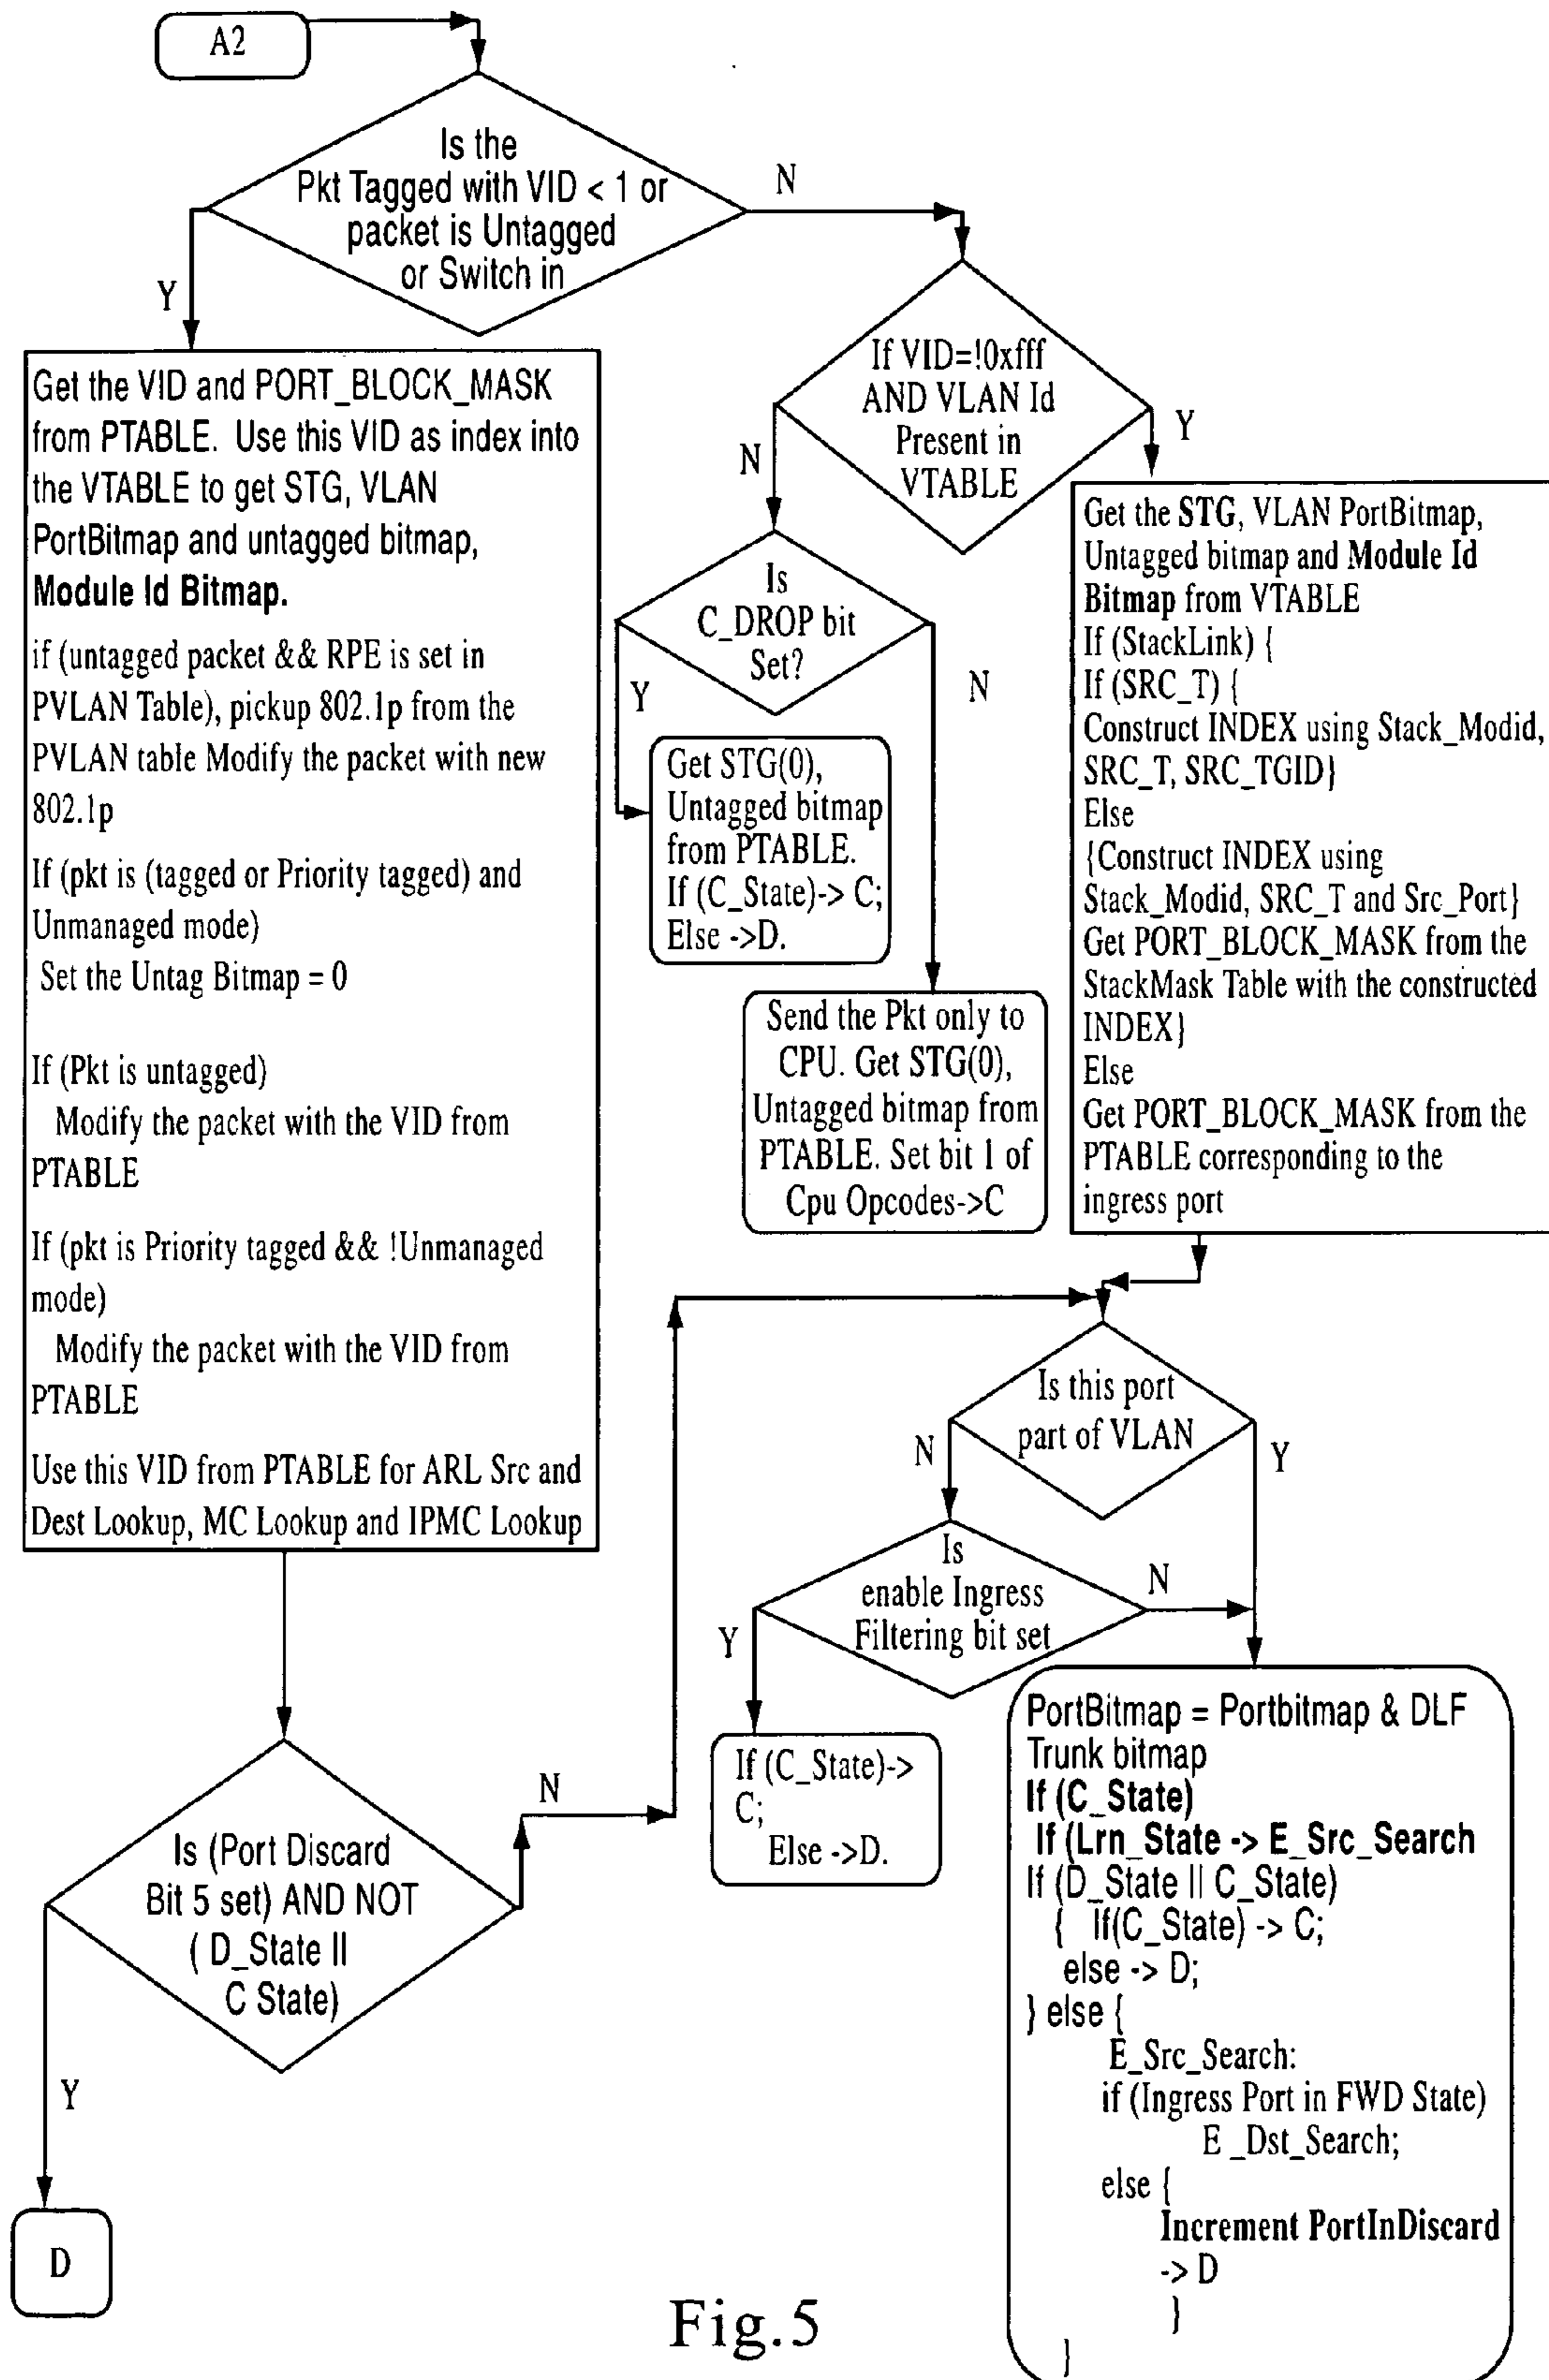 A2
Is the
Pkt Tagged with VID < 1 or
packet is Untagged
or Switch in
N
Y
If VID=!0xfff
AND VLAN Id
Present in
VTABLE
Y
N
Get the VID and PORT_BLOCK_MASK
from PTABLE. Use this VID as index into
the VTABLE to get STG, VLAN
PortBitmap and untagged bitmap,
Module Id Bitmap.
if (untagged packet && RPE is set in
PVLAN Table), pickup 802.1p from the
PVLAN table Modify the packet with new
802.1p
If (pkt is (tagged or Priority tagged) and
Unmanaged mode)
Set the Untag Bitmap = 0
If (Pkt is untagged)
Modify the packet with the VID from
PTABLE
If (pkt is Priority tagged && !Unmanaged
mode)
Modify the packet with the VID from
PTABLE
Use this VID from PTABLE for ARL Src and
Dest Lookup, MC Lookup and IPMC Lookup
Is
C_DROP bit
Set?
Y
N
Get STG(0),
Untagged bitmap
from PTABLE.
If (C_State)-> C;
Else ->D.
Send the Pkt only to
CPU. Get STG(0),
Untagged bitmap from
PTABLE. Set bit 1 of
Cpu Opcodes->C
Get the STG, VLAN PortBitmap,
Untagged bitmap and Module Id
Bitmap from VTABLE
If (StackLink) {
If (SRC_T) {
Construct INDEX using Stack_Modid,
SRC_T, SRC_TGID}
Else
{Construct INDEX using
Stack_Modid, SRC_T and Src_Port}
Get PORT_BLOCK_MASK from the
StackMask Table with the constructed
INDEX}
Else
Get PORT_BLOCK_MASK from the
PTABLE corresponding to the
ingress port
Is this port
part of VLAN
N
Y
Is
enable Ingress
Filtering bit set
N
Y
If (C_State)->
C;
Else ->D.
Is (Port Discard
Bit 5 set) AND NOT
( D_State ||
C State)
N
Y
D
PortBitmap = Portbitmap & DLF
Trunk bitmap
If (C_State)
If (Lrn_State -> E_Src_Search
If (D_State || C_State)
{ If(C_State) -> C;
else -> D;
} else {
E_Src_Search:
if (Ingress Port in FWD State)
E _Dst_Search;
else {
Increment PortInDiscard
-> D
}
}
Fig.5